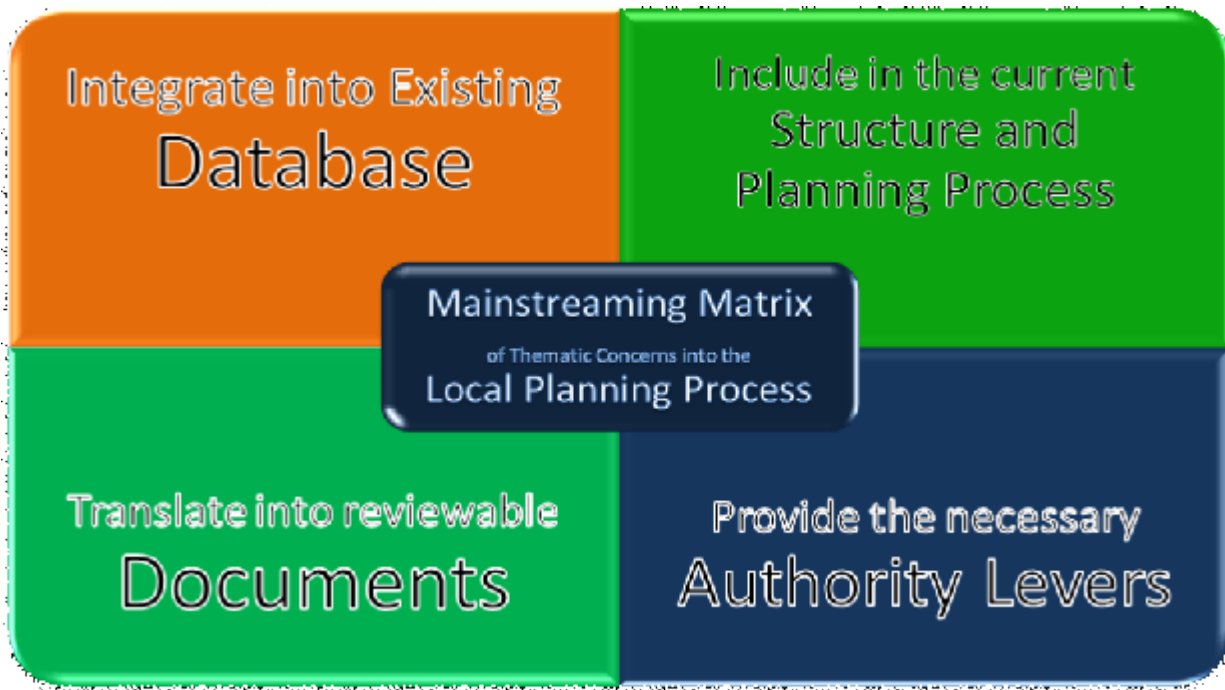 Integrate into Existing
Database
Include in the current
Structure and
Planning Process
Mainstreaming Matrix
of Thematic Concerns into the
Local Planning Process
Translate into reviewable
Documents
Provide the necessary
Authority Levers